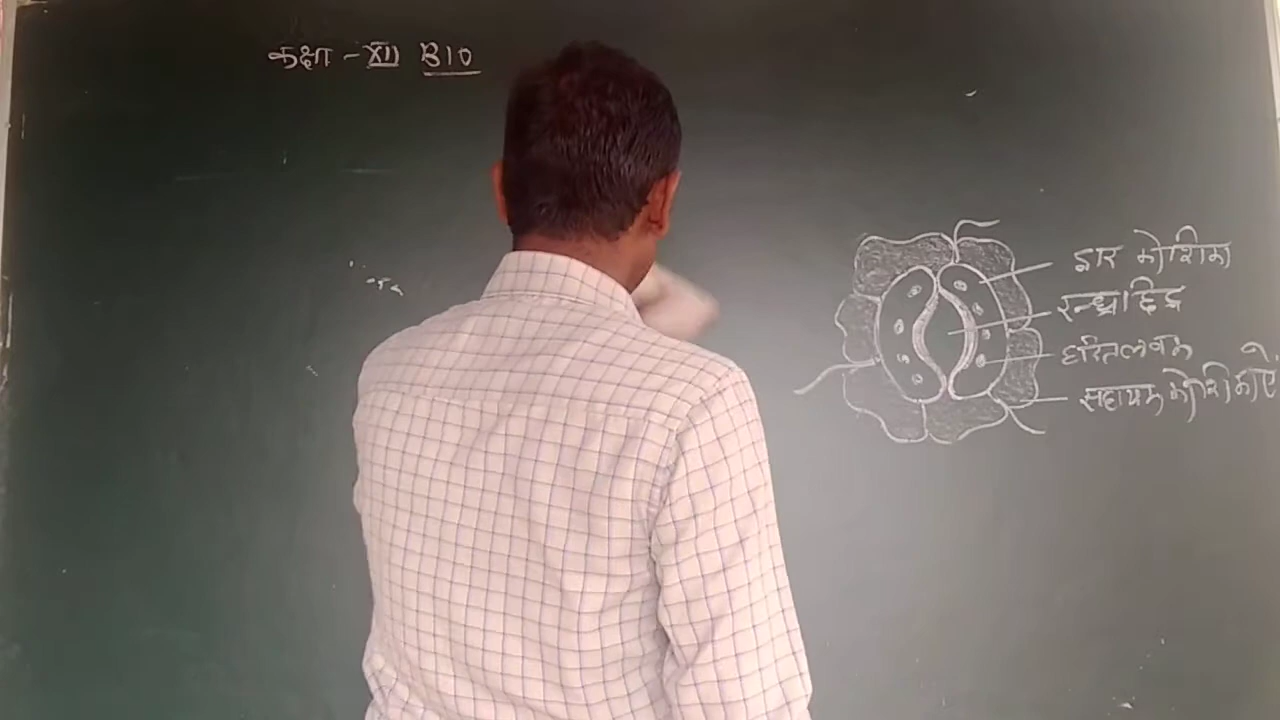 कक्षा - XII BIO
द्वार कोशिका
रन्ध्र छिद्र
हरितलवक
सहायक कोशिकाएं